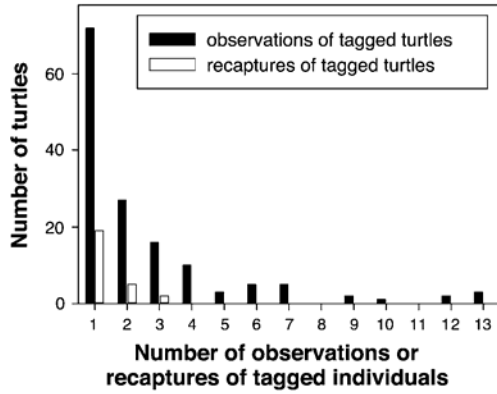 observations of tagged turtles
recaptures of tagged turtles
Number of turtles
60
40
20
0
1 2 3 4 5 6 7 8 9 10 11 12 13
Number of observations or
recaptures of tagged individuals